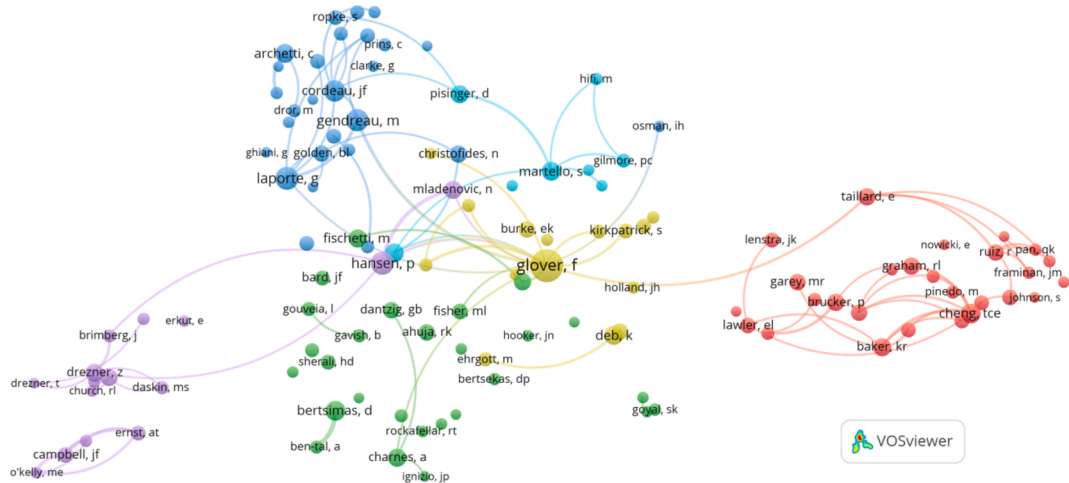 ropke, s
prins, c
archetti, c
clarke, g
cordeau, jf
dror, m
gendreau, m
ghiani, g
golden, bl
laporte, g
pisinger, d
christofides, n
mladenovic, n
hifi, m
osman, ih
gilmore, pc
martello, s
burke, ek
kirkpatrick, s
fischetti, m
hansen, p
glover, f
holland, jh
bard, jf
gouveia, l
dantzig, gb
fisher, ml
gavish, b
ahuja, rk
hooker, jn
deb, k
sherali, hd
ehrgott, m
bertsekas, dp
bertsimas, d
goyal, sk
rockafellar, rt
ben-tal, a
charnes, a
ignizio, jp
brimberg, j
erkut, e
drezner, z
drezner, t
church, rl
daskin, ms
ernst, at
campbell, jf
o'kelly, me
taillard, e
lenstra, jk
nowicki, e
ruiz, r
pan, qk
graham, rl
framinan, jm
garey, mr
pinedo, m
johnson, s
brucker, p
cheng, tce
lawler, el
baker, kr
VOSviewer